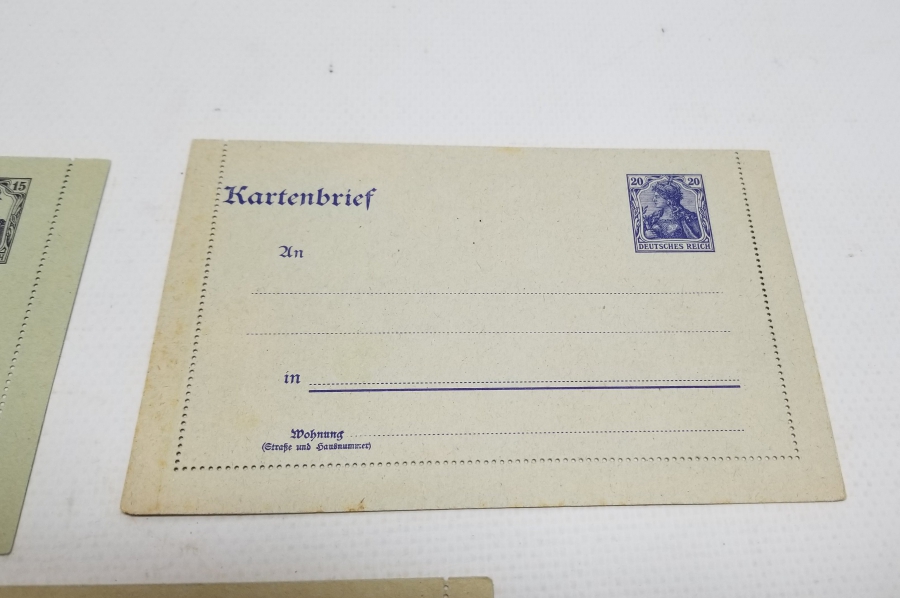 15
Kartenbrief
20 20
DEUTSCHES REICH
An
in
Wohnung
(Straße und Hausnummer)